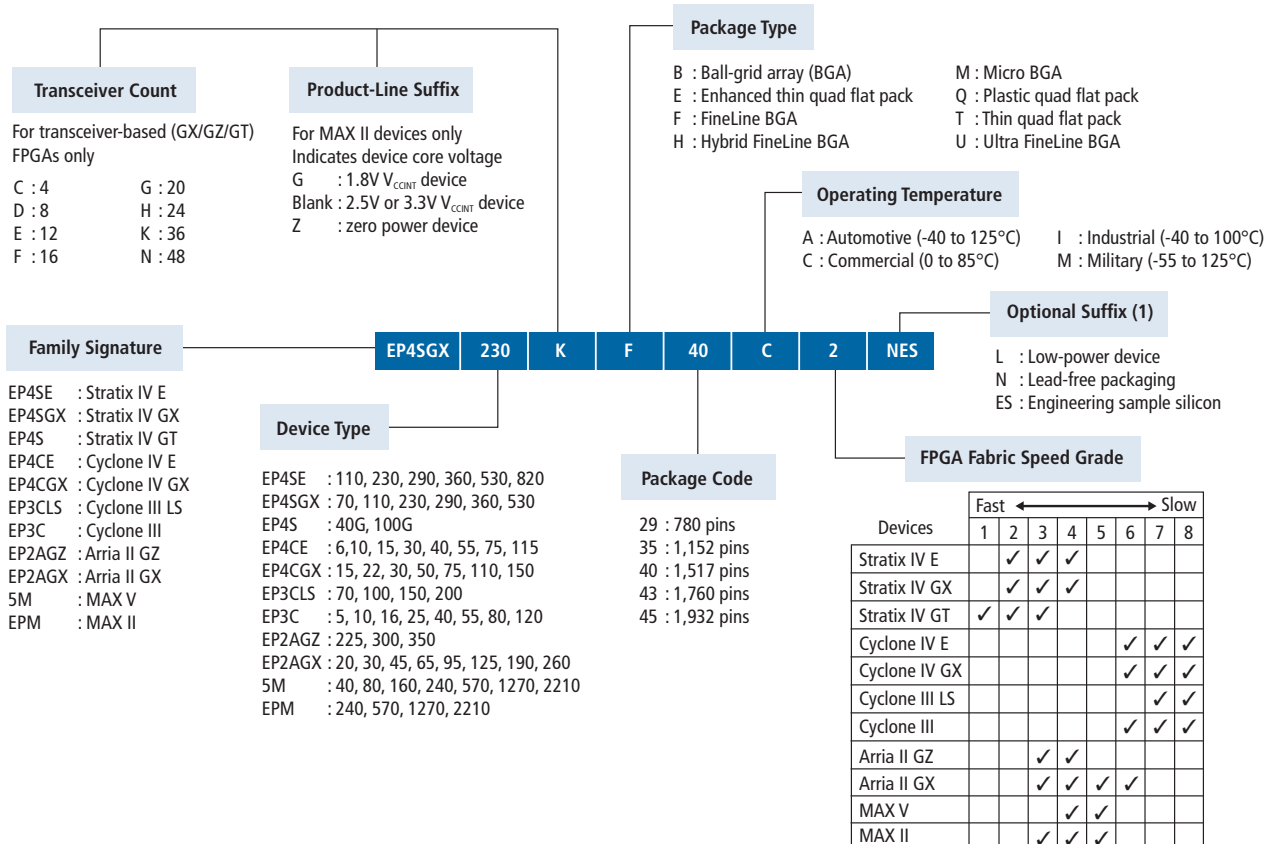 Package Type
B : Ball-grid array (BGA)
E : Enhanced thin quad flat pack
F : FineLine BGA
H : Hybrid FineLine BGA
M : Micro BGA
Q : Plastic quad flat pack
T : Thin quad flat pack
U : Ultra FineLine BGA
Transceiver Count
For transceiver-based (GX/GZ/GT)
FPGAs only
C : 4
D : 8
E : 12
F : 16
G : 20
H : 24
K : 36
N : 48
Product-Line Suffix
For MAX II devices only
Indicates device core voltage
G : 1.8V VCCINT device
Blank : 2.5V or 3.3V VCCINT device
Z : zero power device
Operating Temperature
A : Automotive (-40 to 125°C)
C : Commercial (0 to 85°C)
I : Industrial (-40 to 100°C)
M : Military (-55 to 125°C)
Optional Suffix (1)
L : Low-power device
N : Lead-free packaging
ES : Engineering sample silicon
EP4SGX 230 K F 40 C 2 NES
Family Signature
EP4SE : Stratix IV E
EP4SGX : Stratix IV GX
EP4S : Stratix IV GT
EP4CE : Cyclone IV E
EP4CGX : Cyclone IV GX
EP3CLS : Cyclone III LS
EP3C : Cyclone III
EP2AGZ : Arria II GZ
EP2AGX : Arria II GX
5M : MAX V
EPM : MAX II
Device Type
EP4SE : 110, 230, 290, 360, 530, 820
EP4SGX : 70, 110, 230, 290, 360, 530
EP4S : 40G, 100G
EP4CE : 6,10, 15, 30, 40, 55, 75, 115
EP4CGX : 15, 22, 30, 50, 75, 110, 150
EP3CLS : 70, 100, 150, 200
EP3C : 5, 10, 16, 25, 40, 55, 80, 120
EP2AGZ : 225, 300, 350
EP2AGX : 20, 30, 45, 65, 95, 125, 190, 260
5M : 40, 80, 160, 240, 570, 1270, 2210
EPM : 240, 570, 1270, 2210
Package Code
29 : 780 pins
35 : 1,152 pins
40 : 1,517 pins
43 : 1,760 pins
45 : 1,932 pins
FPGA Fabric Speed Grade
Fast Slow
Devices 1 2 3 4 5 6 7 8
Stratix IV E ✓ ✓ ✓
Stratix IV GX ✓ ✓ ✓
Stratix IV GT ✓ ✓ ✓
Cyclone IV E ✓ ✓ ✓
Cyclone IV GX ✓ ✓ ✓
Cyclone III LS ✓ ✓
Cyclone III ✓ ✓ ✓
Arria II GZ ✓ ✓
Arria II GX ✓ ✓ ✓ ✓
MAX V ✓ ✓
MAX II ✓ ✓ ✓